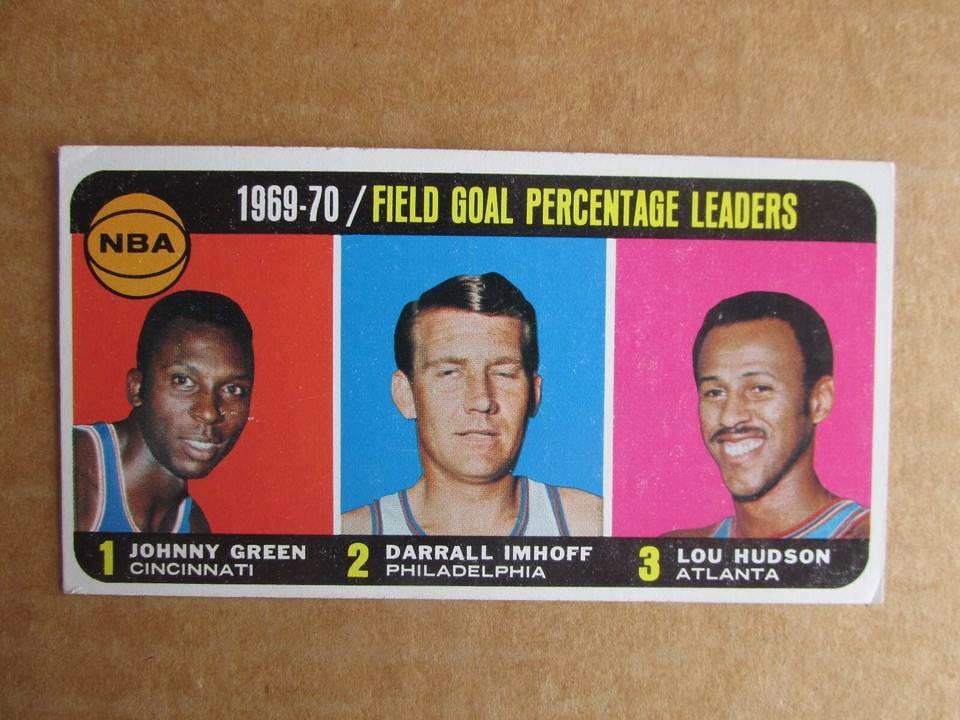 1969-70 / FIELD GOAL PERCENTAGE LEADERS
NBA
1 JOHNNY GREEN
CINCINNATI
2 DARRALL IMHOFF
PHILADELPHIA
3 LOU HUDSON
ATLANTA